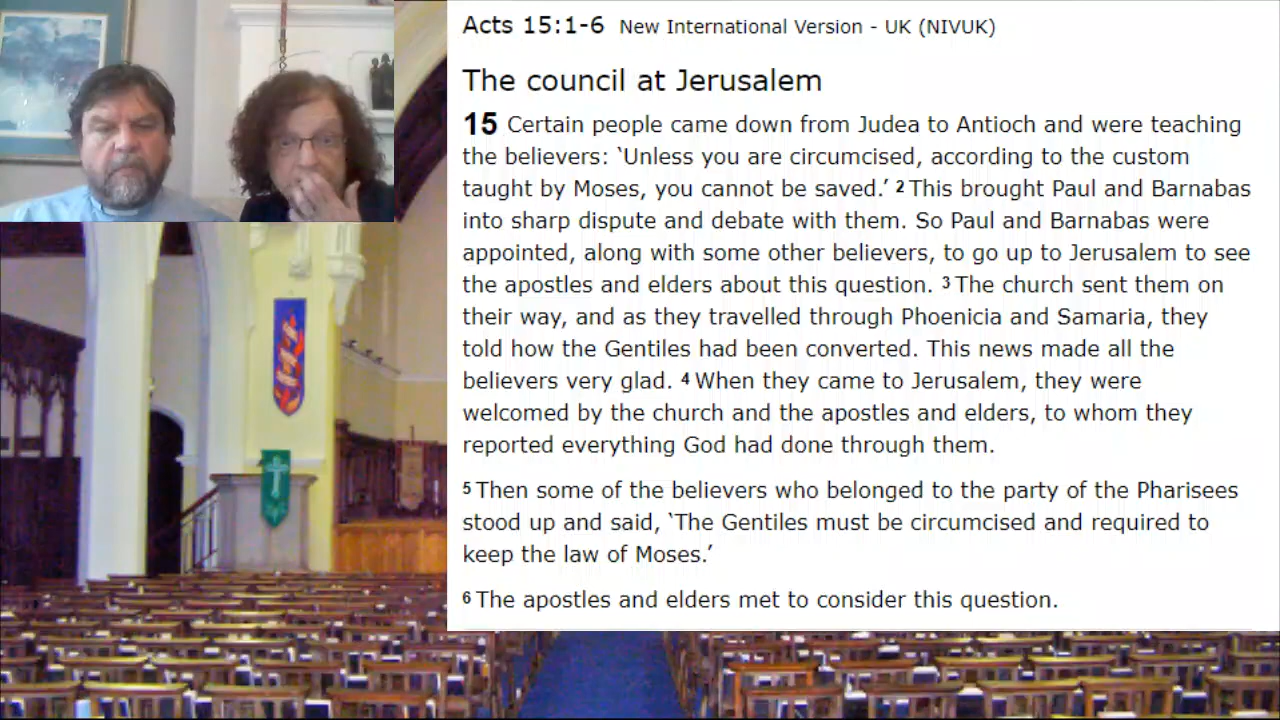 Acts 15:1-6 New International Version - UK (NIVUK)
The council at Jerusalem
15 Certain people came down from Judea to Antioch and were teaching
the believers: ‘Unless you are circumcised, according to the custom
taught by Moses, you cannot be saved.’ 2 This brought Paul and Barnabas
into sharp dispute and debate with them. So Paul and Barnabas were
appointed, along with some other believers, to go up to Jerusalem to see
the apostles and elders about this question. 3 The church sent them on
their way, and as they travelled through Phoenicia and Samaria, they
told how the Gentiles had been converted. This news made all the
believers very glad. 4 When they came to Jerusalem, they were
welcomed by the church and the apostles and elders, to whom they
reported everything God had done through them.
5 Then some of the believers who belonged to the party of the Pharisees
stood up and said, ‘The Gentiles must be circumcised and required to
keep the law of Moses.’
6 The apostles and elders met to consider this question.